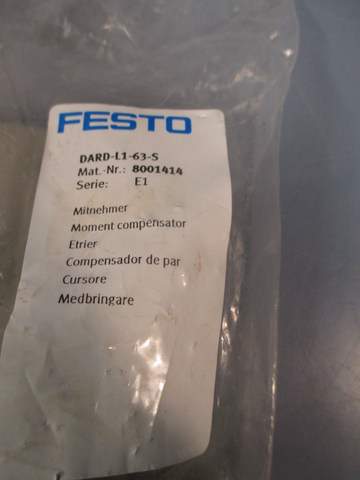 FESTO
DARD-L1-63-S
Mat.-Nr.: 8001414
Serie: E1
Mitnehmer
Moment compensator
Etrier
Compensador de par
Cursore
Medbringare